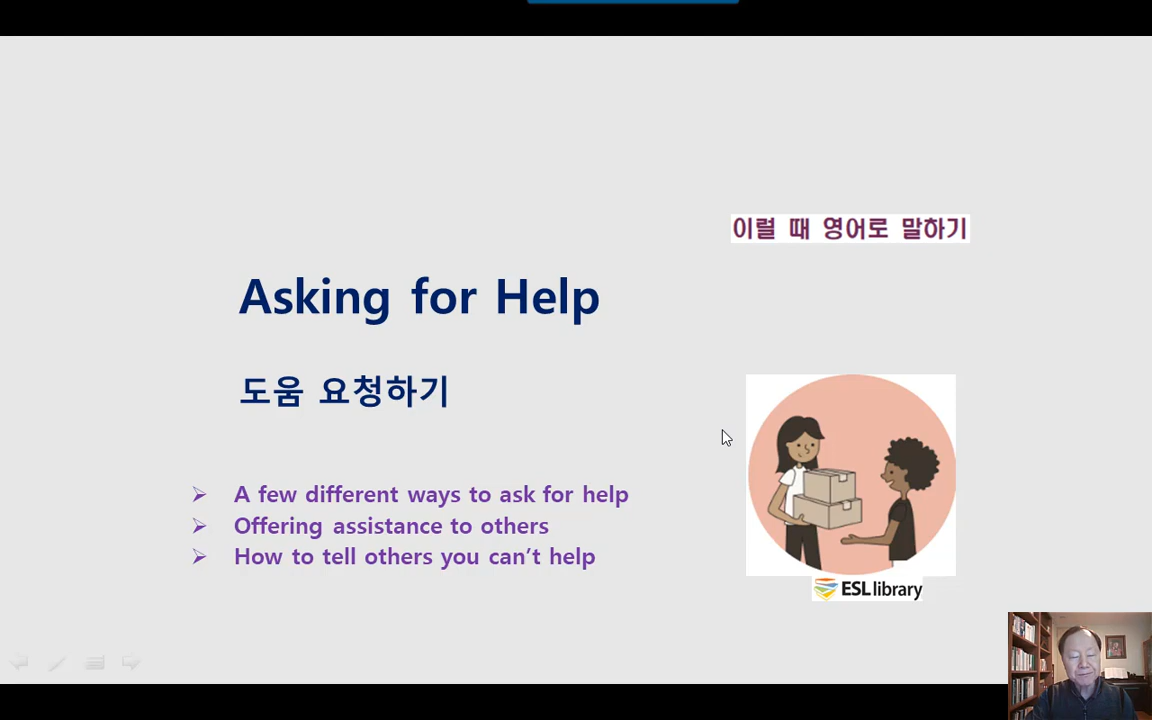 이럴 때 영어로 말하기
Asking for Help
도움 요청하기
A few different ways to ask for help
Offering assistance to others
How to tell others you can't help
ESL library